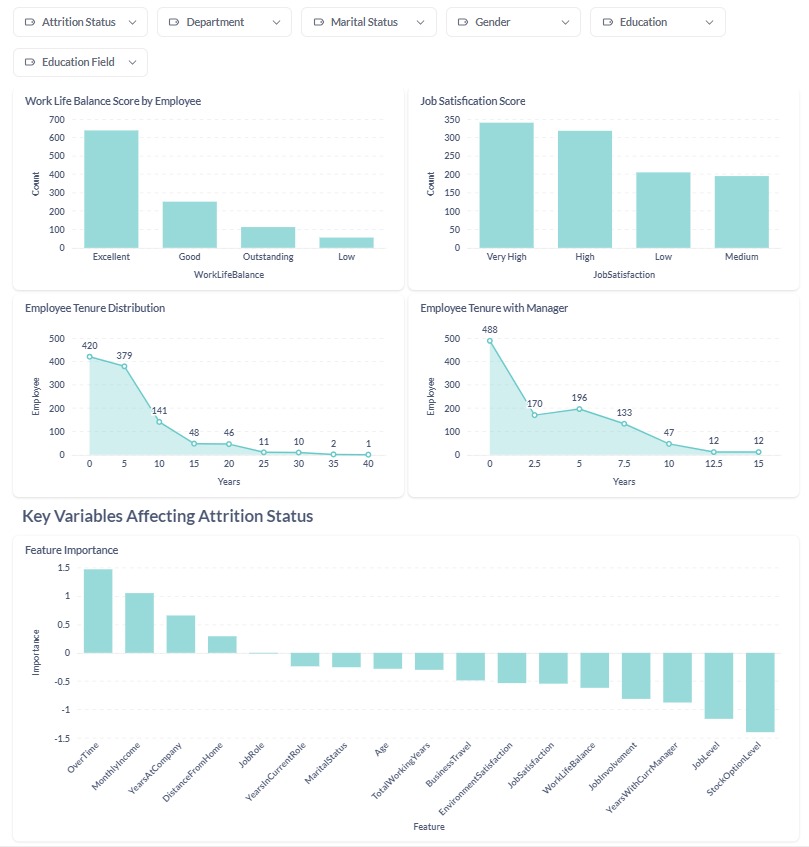 Attrition Status
Department
Marital Status
Gender
Education
Education Field
Work Life Balance Score by Employee
700
600
500
400
300
200
100
0
Count
Excellent
Good
Outstanding
Low
WorkLifeBalance
Job Satisfication Score
350
300
250
200
150
100
50
0
Count
Very High
High
Low
Medium
JobSatisfaction
Employee Tenure Distribution
500
400
300
200
100
0
Employee
420
379
141
48
46
11
10
2
1
0
5
10
15
20
25
30
35
40
Years
Employee Tenure with Manager
500
400
300
200
100
0
Employee
488
170
196
133
47
12
12
0
2.5
5
7.5
10
12.5
15
Years
Key Variables Affecting Attrition Status
Feature Importance
1.5
1
0.5
0
-0.5
-1
-1.5
Importance
OverTime
MonthlyIncome
YearsAtCompany
DistanceFromHome
JobRole
YearsInCurrentRole
MaritalStatus
Age
TotalWorkingYears
BusinessTravel
EnvironmentSatisfaction
JobSatisfaction
WorkLifeBalance
JobInvolvement
YearsWithCurrManager
JobLevel
StockOptionLevel
Feature